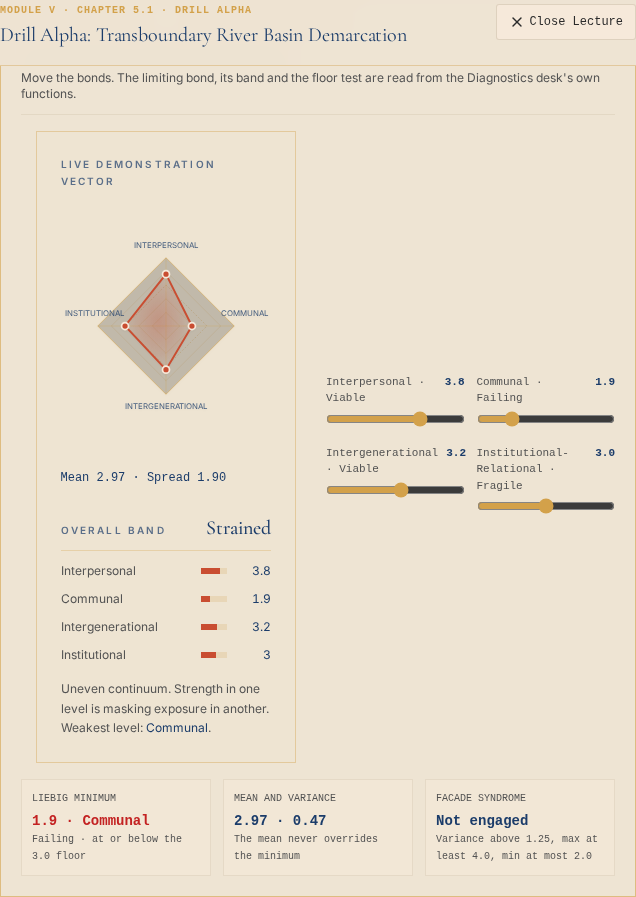 MODULE V · CHAPTER 5.1 · DRILL ALPHA
Drill Alpha: Transboundary River Basin Demarcation
Close Lecture
Move the bonds. The limiting bond, its band and the floor test are read from the Diagnostics desk's own
functions.
LIVE DEMONSTRATION
VECTOR
INTERPERSONAL
INSTITUTIONAL
COMMUNAL
INTERGENERATIONAL
Mean 2.97 · Spread 1.90
OVERALL BAND Strained
Interpersonal 3.8
Communal 1.9
Intergenerational 3.2
Institutional 3
Uneven continuum. Strength in one
level is masking exposure in another.
Weakest level: Communal.
Interpersonal · 3.8
Viable
Communal · 1.9
Failing
Intergenerational 3.2
· Viable
Institutional- 3.0
Relational ·
Fragile
LIEBIG MINIMUM
1.9 · Communal
Failing · at or below the
3.0 floor
MEAN AND VARIANCE
2.97 · 0.47
The mean never overrides
the minimum
FACADE SYNDROME
Not engaged
Variance above 1.25, max at
least 4.0, min at most 2.0